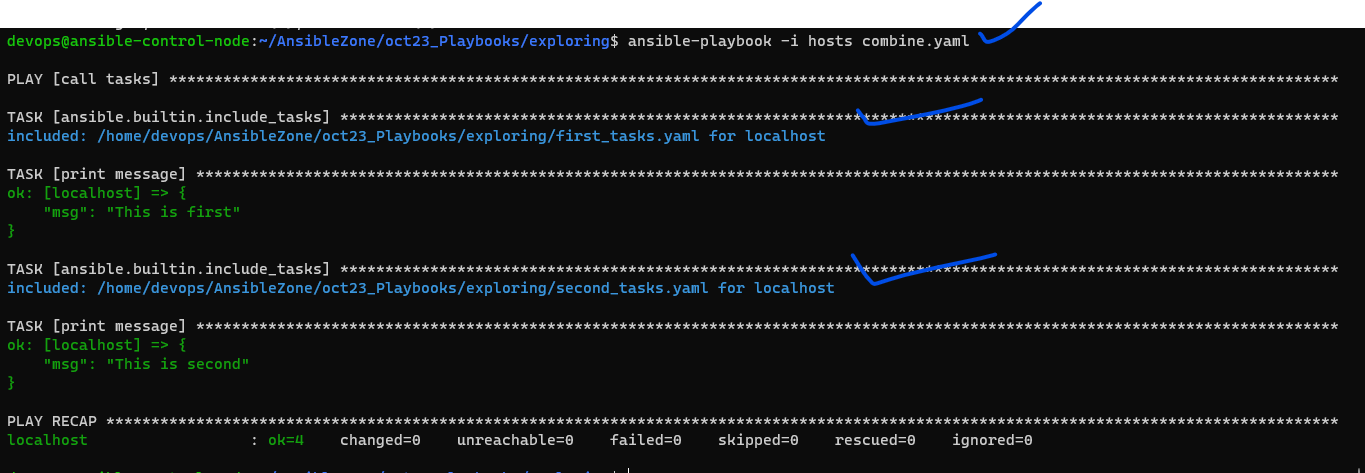 devops@ansible-control-node:~/AnsibleZone/oct23_Playbooks/exploring$ ansible-playbook -i hosts combine.yaml
PLAY [call tasks] **********************************************************************************************************************************
TASK [ansible.builtin.include_tasks] ***************************************************************************************************************
included: /home/devops/AnsibleZone/oct23_Playbooks/exploring/first_tasks.yaml for localhost
TASK [print message] *******************************************************************************************************************************
ok: [localhost] => {
    "msg": "This is first"
}
TASK [ansible.builtin.include_tasks] ***************************************************************************************************************
included: /home/devops/AnsibleZone/oct23_Playbooks/exploring/second_tasks.yaml for localhost
TASK [print message] *******************************************************************************************************************************
ok: [localhost] => {
    "msg": "This is second"
}
PLAY RECAP *****************************************************************************************************************************************
localhost                  : ok=4    changed=0    unreachable=0    failed=0    skipped=0    rescued=0    ignored=0